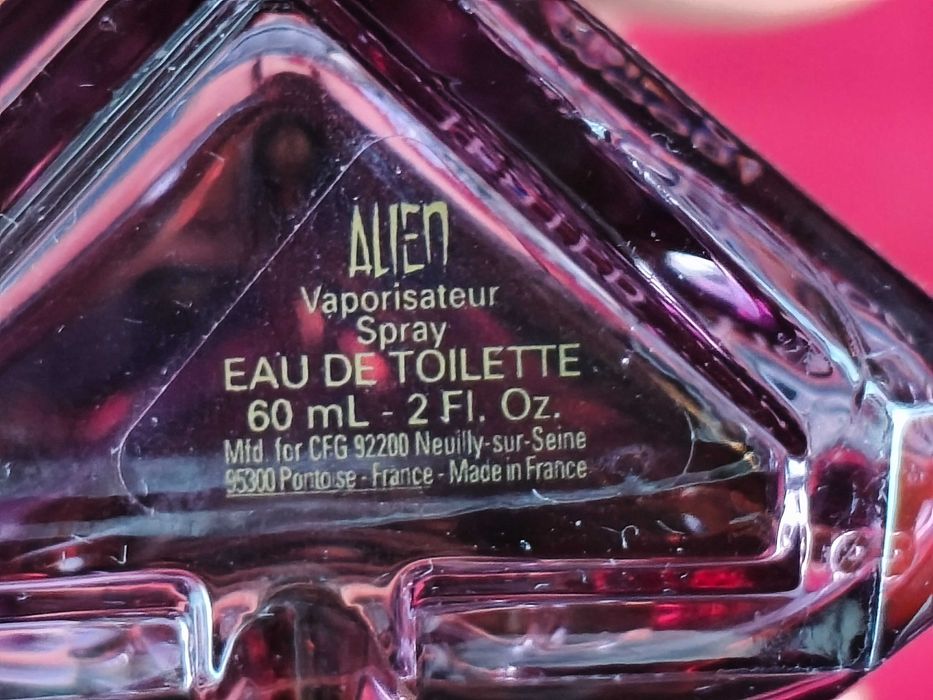 ALIEN
Vaporisateur
Spray
EAU DE TOILETTE
60 mL - 2 Fl. Oz.
Mfd. for CFG 92200 Neuilly-sur-Seine
95300 Pontoise - France - Made in France